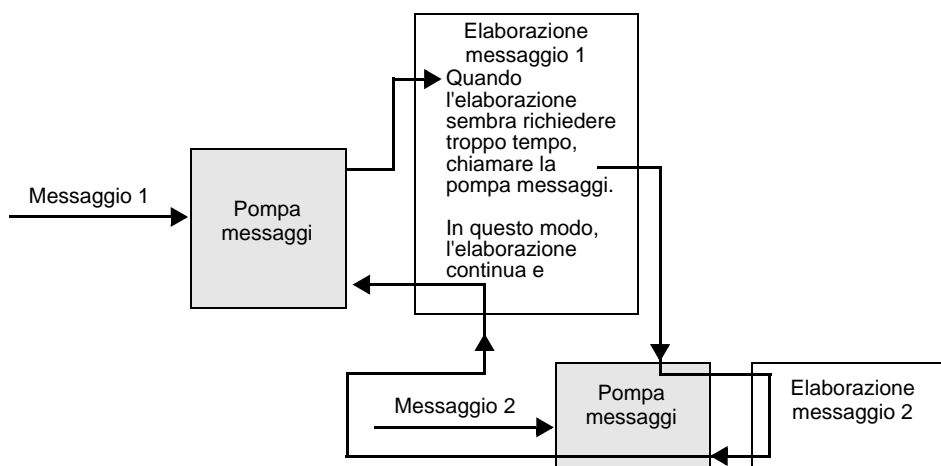 Messaggio 1
Pompa
messaggi
Elaborazione
messaggio 1
Quando
l'elaborazione
sembra richiedere
troppo tempo,
chiamare la
pompa messaggi.
In questo modo,
l'elaborazione
continua e
Messaggio 2
Pompa
messaggi
Elaborazione
messaggio 2